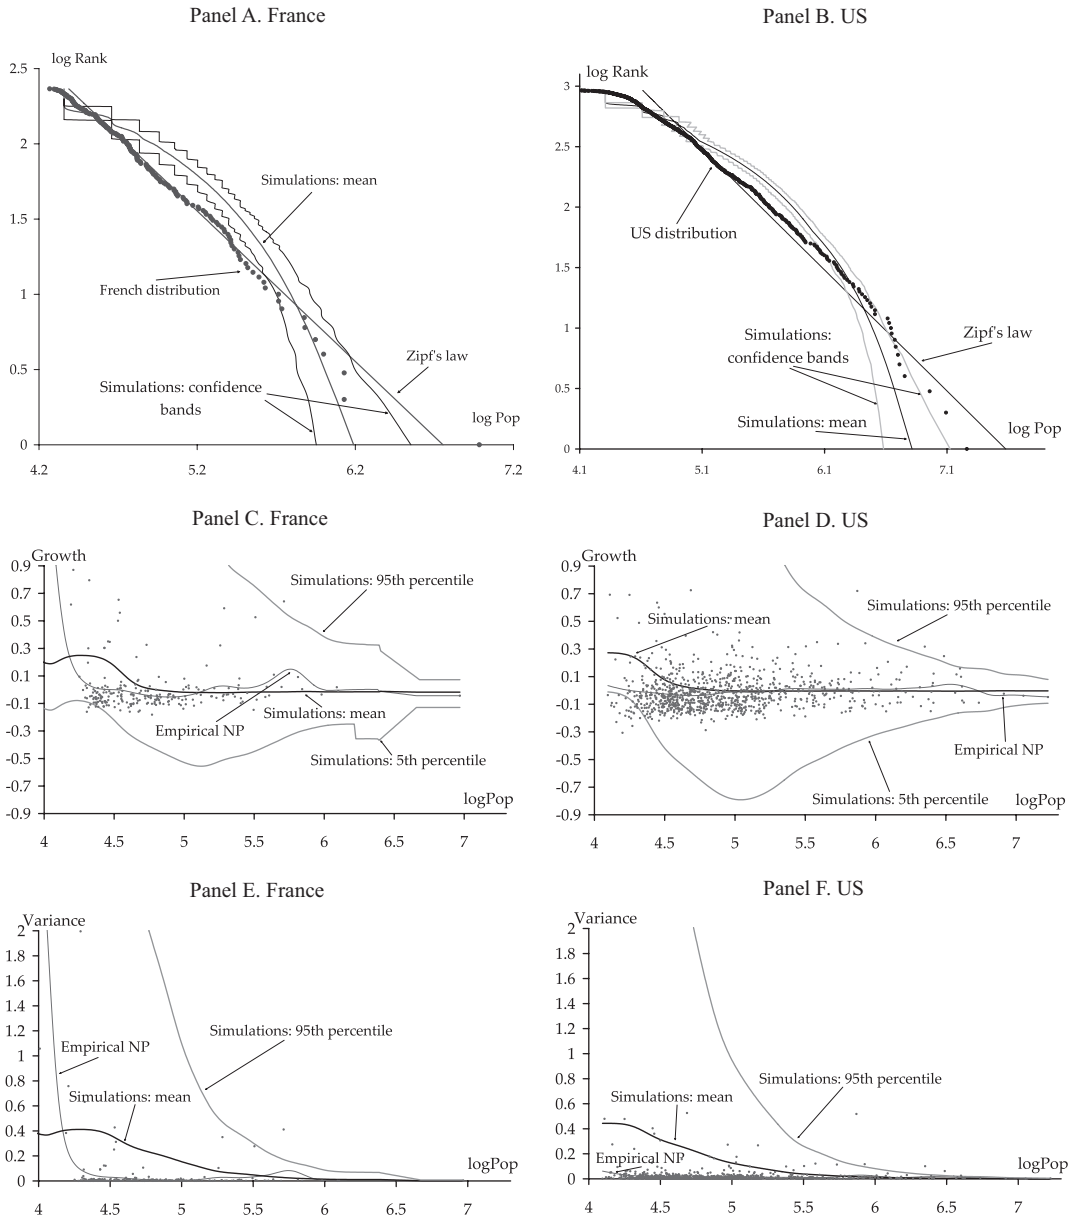 Panel A. France
log Rank
2.5
2
1.5
1
0.5
0
4.2
5.2
6.2
7.2
Simulations: mean
French distribution
Zipf's law
Simulations: confidence
bands
log Pop
Panel B. US
log Rank
3
2.5
2
1.5
1
0.5
0
4.1
5.1
6.1
7.1
US distribution
Simulations:
confidence bands
Zipf's law
Simulations: mean
log Pop
Panel C. France
Growth
0.9
0.7
0.5
0.3
0.1
-0.1
-0.3
-0.5
-0.7
-0.9
4
4.5
5
5.5
6
6.5
7
Simulations: 95th percentile
Simulations: mean
Empirical NP
Simulations: 5th percentile
logPop
Panel D. US
Growth
0.9
0.7
0.5
0.3
0.1
-0.1
-0.3
-0.5
-0.7
-0.9
4
4.5
5
5.5
6
6.5
7
Simulations: 95th percentile
Simulations: mean
Empirical NP
Simulations: 5th percentile
logPop
Panel E. France
Variance
2
1.8
1.6
1.4
1.2
1
0.8
0.6
0.4
0.2
0
4
4.5
5
5.5
6
6.5
7
Simulations: 95th percentile
Empirical NP
Simulations: mean
logPop
Panel F. US
Variance
2
1.8
1.6
1.4
1.2
1
0.8
0.6
0.4
0.2
0
4
4.5
5
5.5
6
6.5
7
Simulations: 95th percentile
Simulations: mean
Empirical NP
logPop